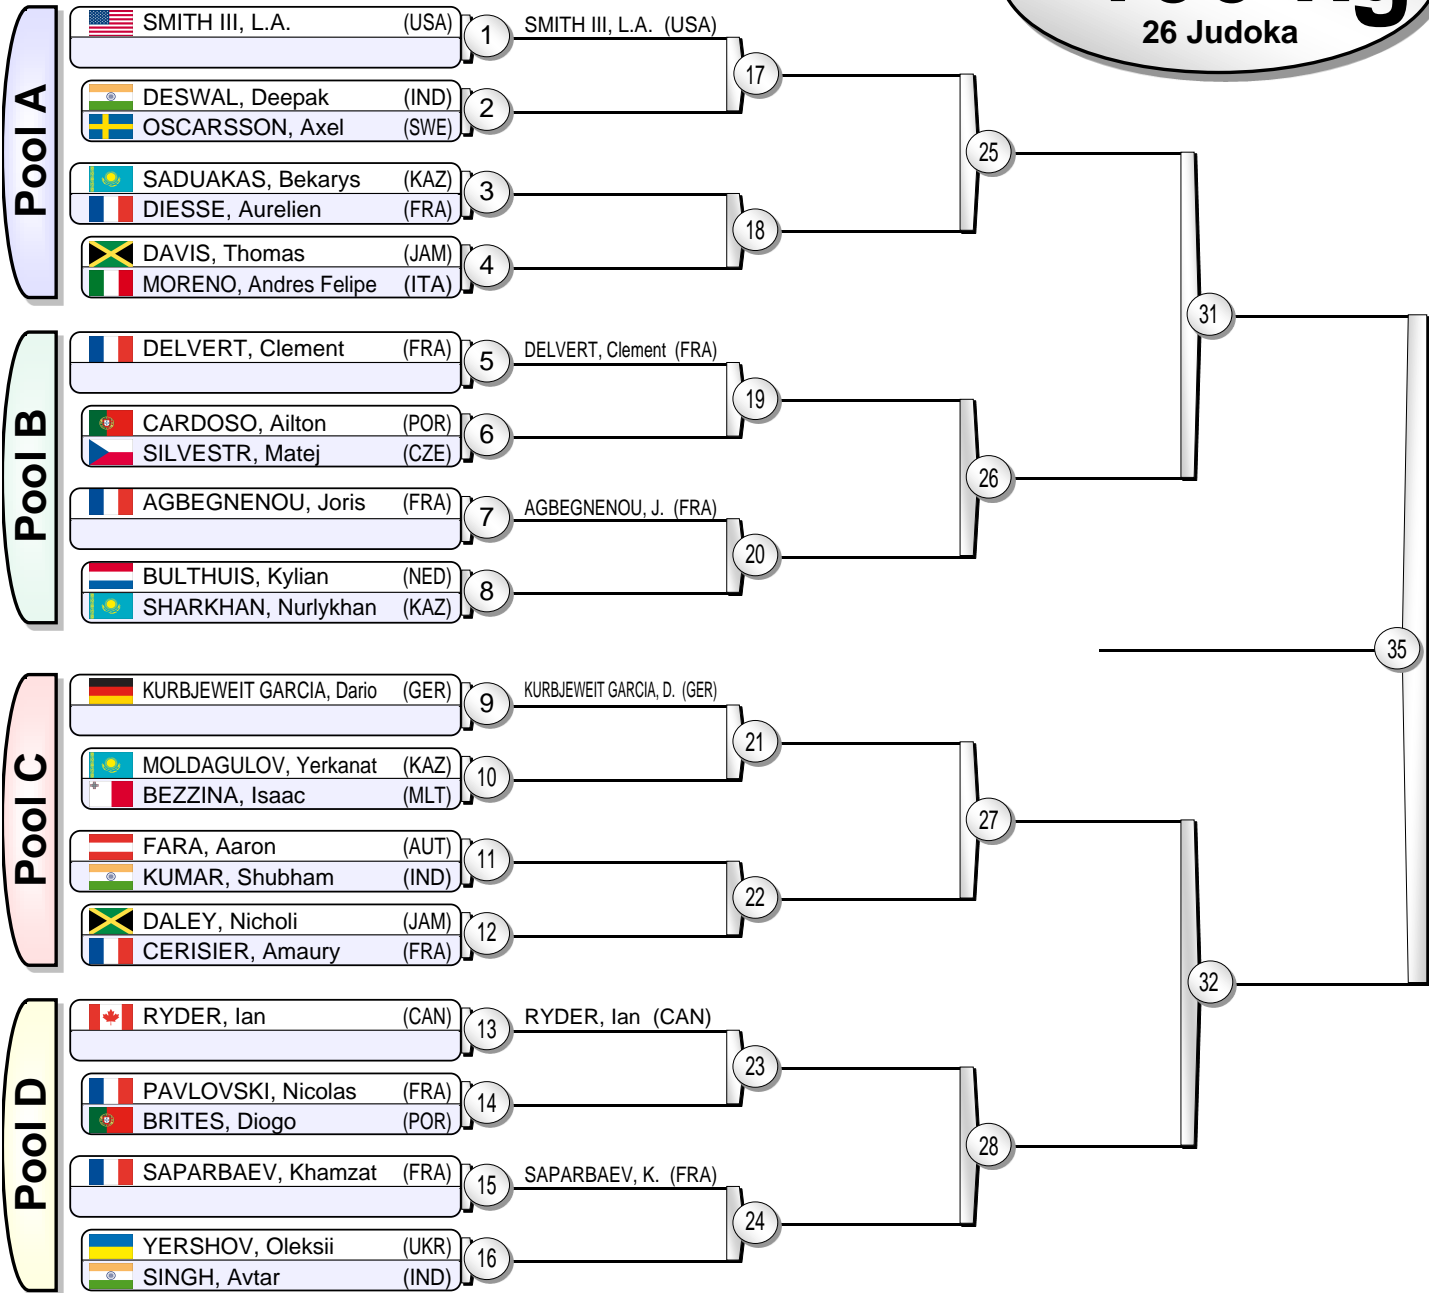 26 Judoka
Pool A
SMITH III, L.A. (USA) 1 SMITH III, L.A. (USA)
17
DESWAL, Deepak (IND)
OSCARSSON, Axel (SWE) 2
25
SADUAKAS, Bekarys (KAZ)
DIESSE, Aurelien (FRA) 3
18
DAVIS, Thomas (JAM)
MORENO, Andres Felipe (ITA) 4
31
Pool B
DELVERT, Clement (FRA) 5 DELVERT, Clement (FRA)
19
CARDOSO, Ailton (POR)
SILVESTR, Matej (CZE) 6
26
AGBEGNENOU, Joris (FRA) 7 AGBEGNENOU, J. (FRA)
20
BULTHUIS, Kylian (NED)
SHARKHAN, Nurlykhan (KAZ) 8
35
Pool C
KURBJEWEIT GARCIA, Dario (GER) 9 KURBJEWEIT GARCIA, D. (GER)
21
MOLDAGULOV, Yerkanat (KAZ)
BEZZINA, Isaac (MLT) 10
27
FARA, Aaron (AUT)
KUMAR, Shubham (IND) 11
22
DALEY, Nicholi (JAM)
CERISIER, Amaury (FRA) 12
32
Pool D
RYDER, Ian (CAN) 13 RYDER, Ian (CAN)
23
PAVLOVSKI, Nicolas (FRA)
BRITES, Diogo (POR) 14
28
SAPARBAEV, Khamzat (FRA) 15 SAPARBAEV, K. (FRA)
24
YERSHOV, Oleksii (UKR)
SINGH, Avtar (IND) 16